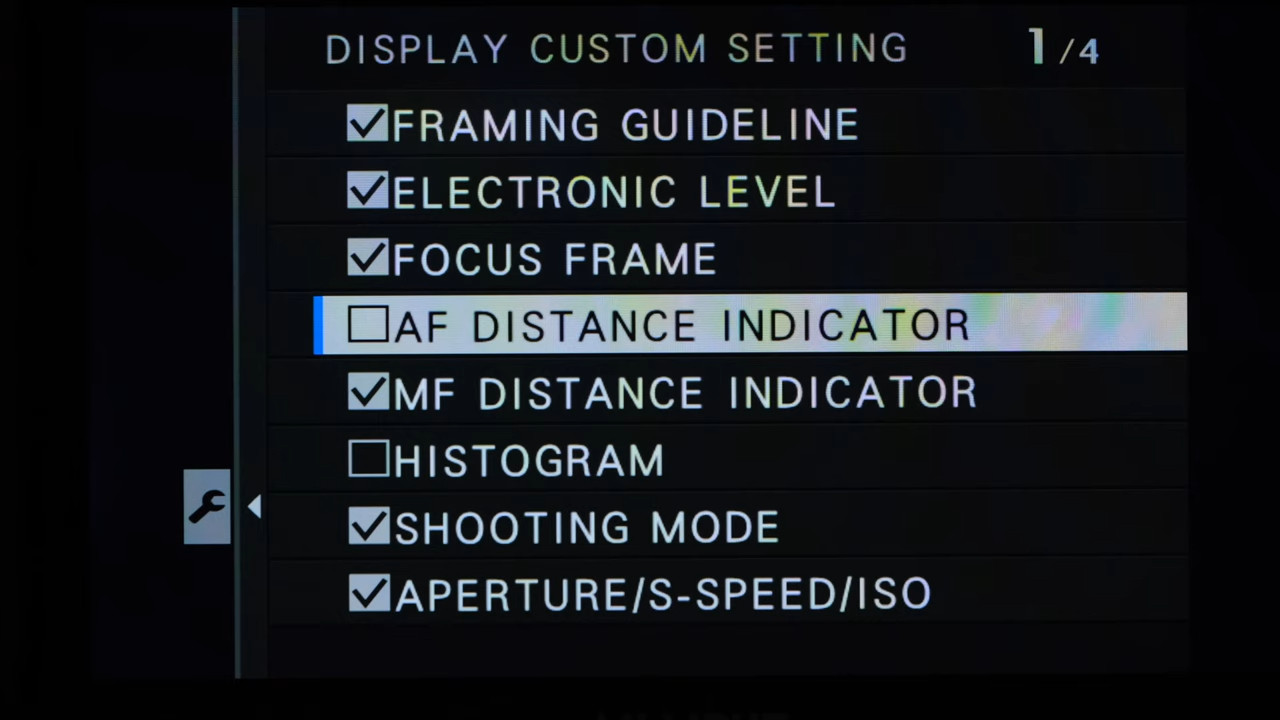 DISPLAY CUSTOM SETTING 1/4
FRAMING GUIDELINE
ELECTRONIC LEVEL
FOCUS FRAME
AF DISTANCE INDICATOR
MF DISTANCE INDICATOR
HISTOGRAM
SHOOTING MODE
APERTURE/S-SPEED/ISO